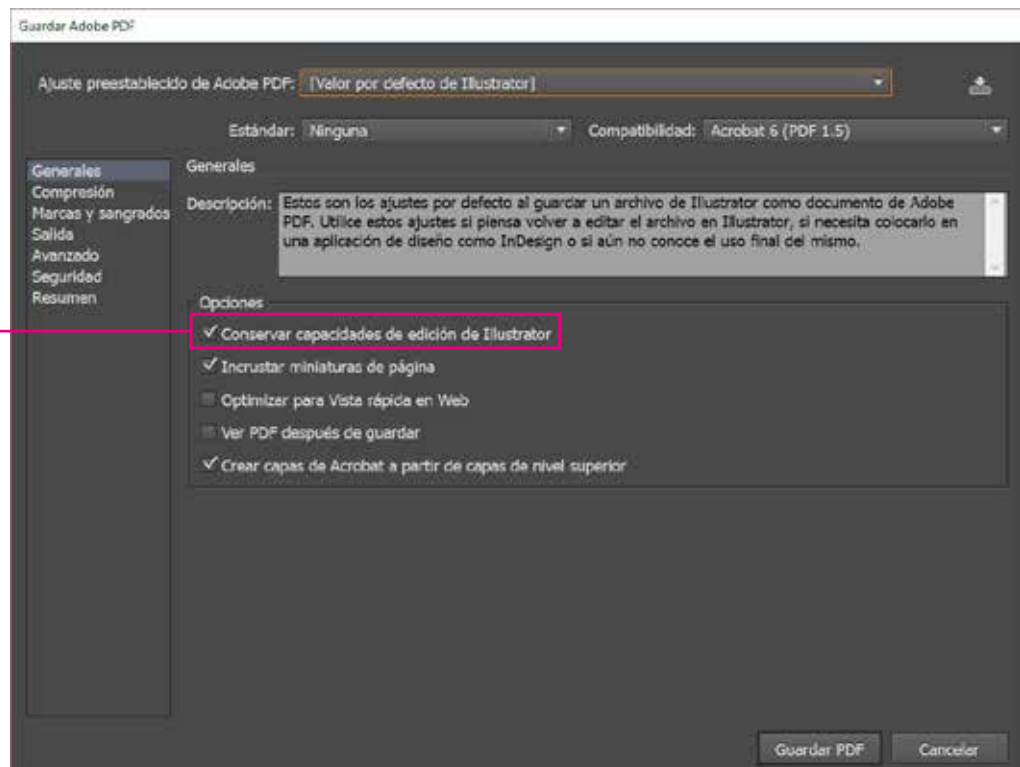 Guardar Adobe PDF
Ajuste preestablecido de Adobe PDF: [Valor por defecto de Illustrator]
Estándar: Ninguna Compatibilidad: Acrobat 6 (PDF 1.5)
Generales
Compresión
Marcas y sangrados
Salida
Avanzado
Seguridad
Resumen
Generales
Descripción: Estos son los ajustes por defecto al guardar un archivo de Illustrator como documento de Adobe
PDF. Utilice estos ajustes si piensa volver a editar el archivo en Illustrator, si necesita colocarlo en
una aplicación de diseño como InDesign o si aún no conoce el uso final del mismo.
Opciones
Conservar capacidades de edición de Illustrator
Incrustar miniaturas de página
Optimizar para Vista rápida en Web
Ver PDF después de guardar
Crear capas de Acrobat a partir de capas de nivel superior
Guardar PDF Cancelar